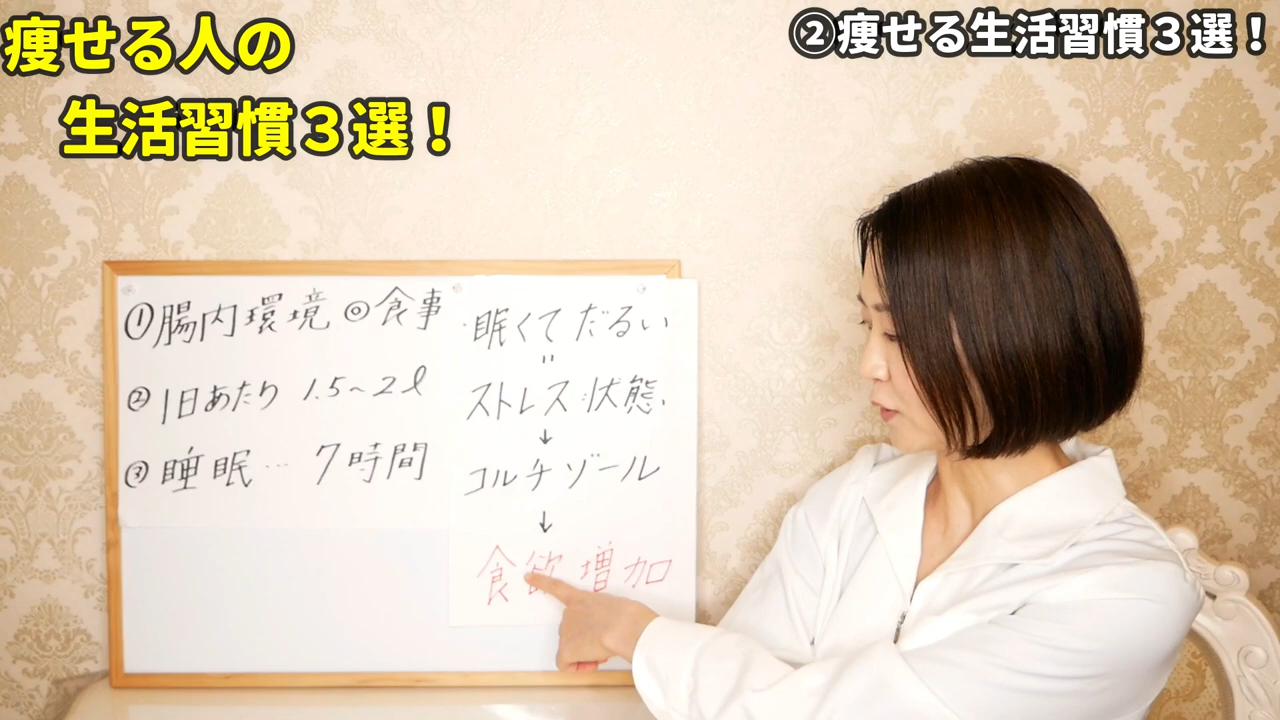 痩せる人の
生活習慣３選！
②痩せる生活習慣３選！
①腸内環境 ◎食事
② 1日あたり 1.5〜2ℓ
③ 睡眠… 7時間
眠くてだるい
〃
ストレス状態
↓
コルチゾール
↓
食欲増加